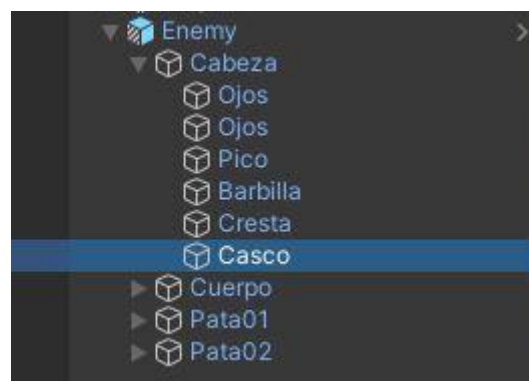 Enemy
Cabeza
Ojos
Ojos
Pico
Barbilla
Cresta
Casco
Cuerpo
Pata01
Pata02